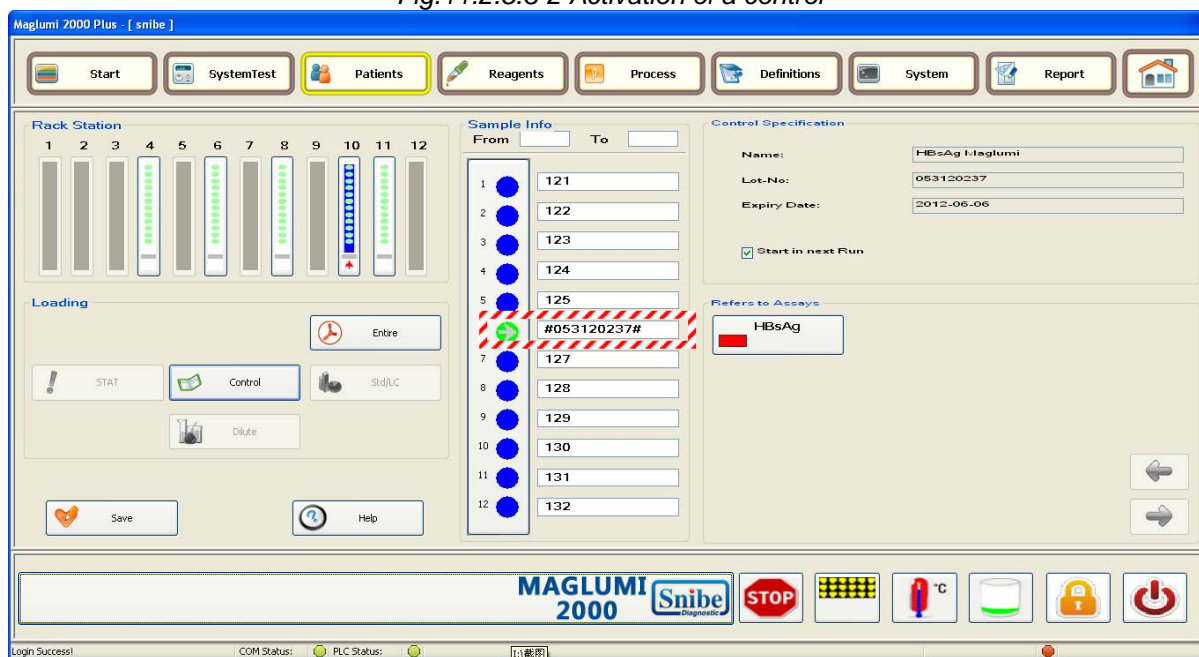 Fig.11.2.3.3-2 Activation of a control
Maglumi 2000 Plus - [ snibe ]
Start SystemTest Patients Reagents Process Definitions System Report
Rack Station
1 2 3 4 5 6 7 8 9 10 11 12
Loading
Entire
STAT Control Std/LC
Dilute
Save Help
Sample Info
From To
1 121
2 122
3 123
4 124
5 125
#053120237#
7 127
8 128
9 129
10 130
11 131
12 132
Control Specification
Name: HBsAg Maglumi
Lot-No: 053120237
Expiry Date: 2012-06-06
Start in next Run
Refers to Assays
HBsAg
MAGLUMI
2000
Snibe
Diagnostic
STOP
°C
Login Success! COM Status: PLC Status: I:\截图\